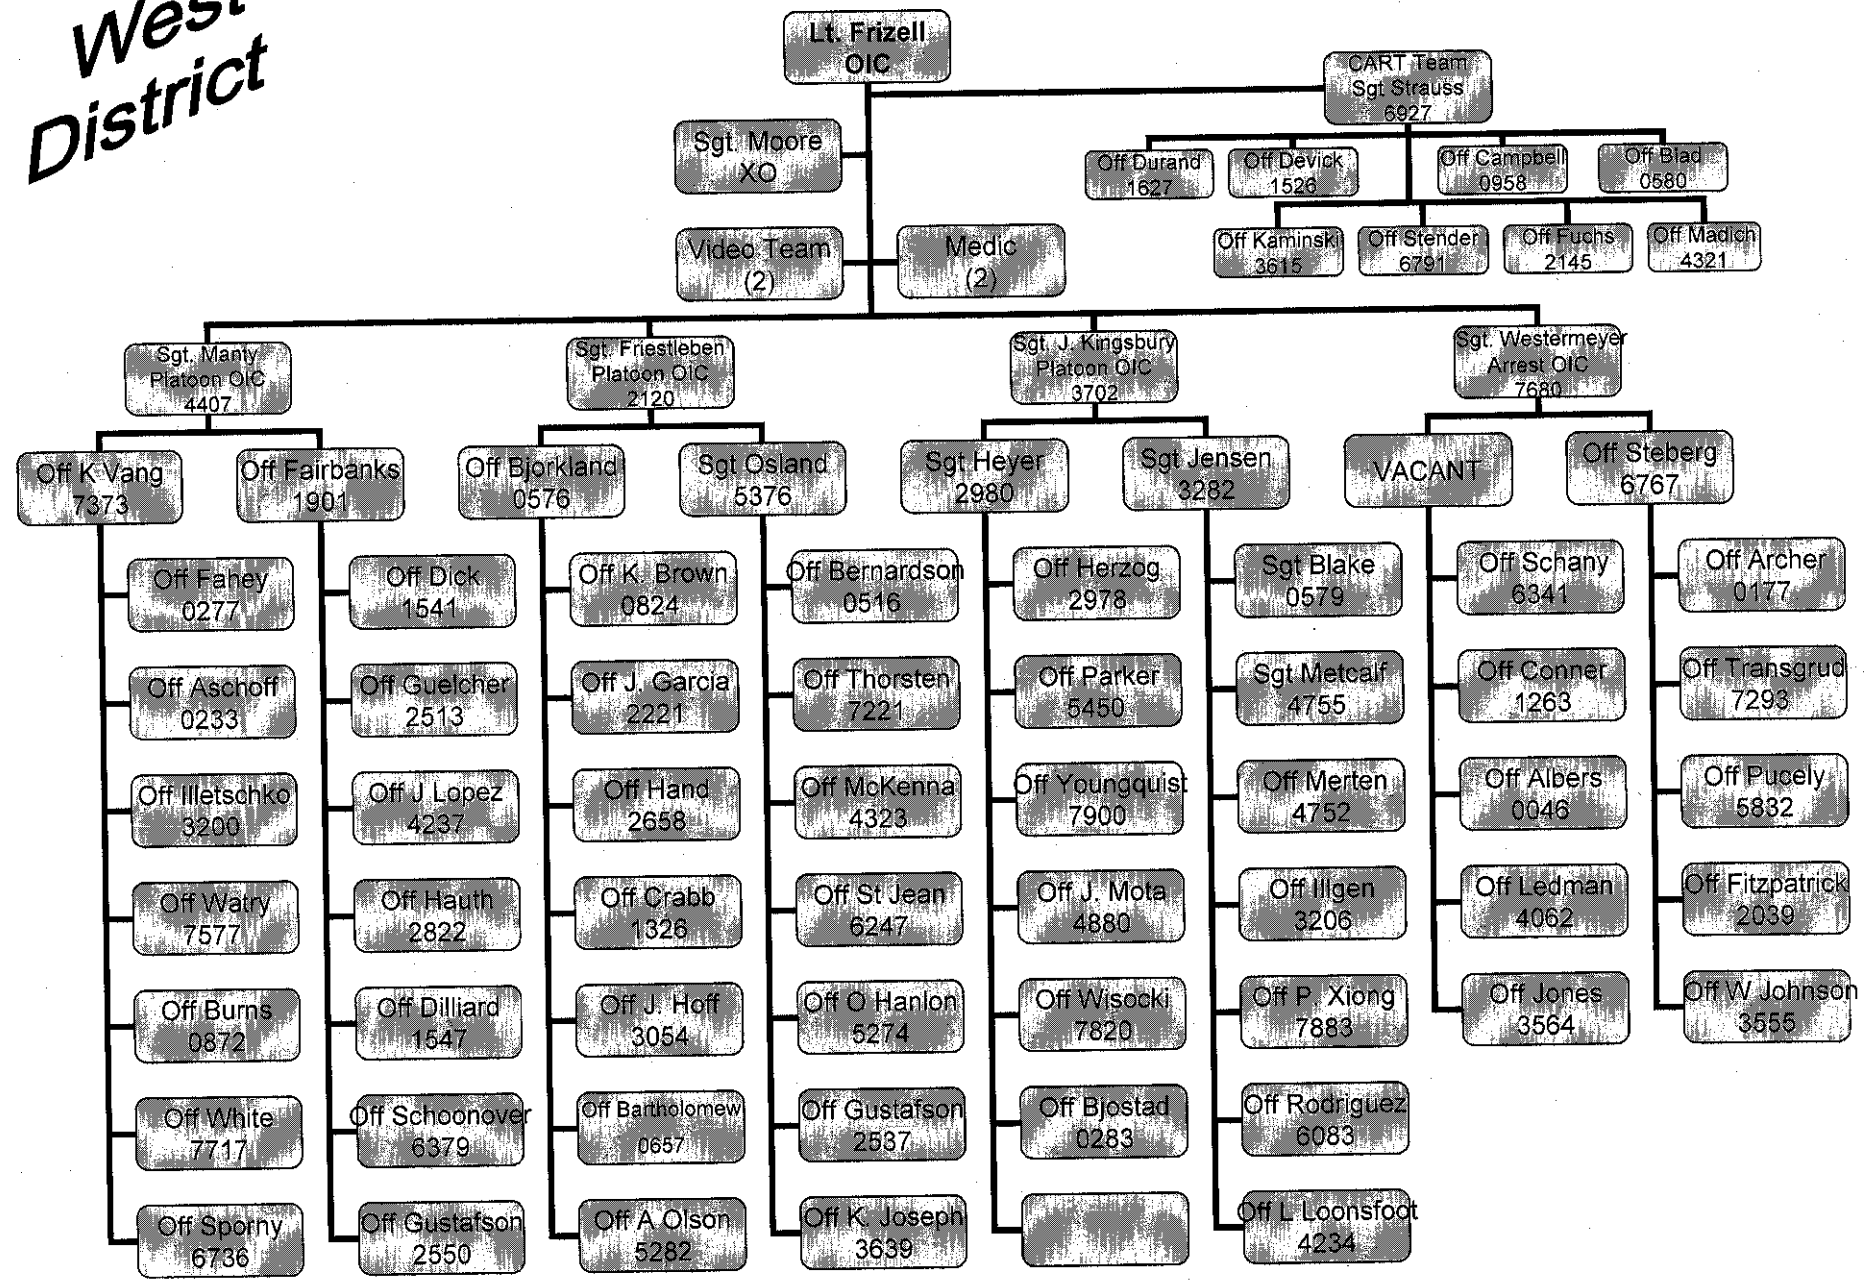 West
District
Lt. Frizell
OIC
CART Team
Sgt Strauss
6927
Sgt. Moore
XO
Off Durand
1627
Off Devick
1526
Off Campbell
0958
Off Blad
0580
Off Kaminski
3615
Off Stender
6791
Off Fuchs
2145
Off Madich
4321
Video Team
(2)
Medic
(2)
Sgt. Manty
Platoon OIC
4407
Sgt. Friestleben
Platoon OIC
2120
Sgt. J. Kingsbury
Platoon OIC
3702
Sgt. Westermeyer
Arrest OIC
7680
Off K Vang
7373
Off Fahey
0277
Off Aschoff
0233
Off Illetschko
3200
Off Watry
7577
Off Burns
0872
Off White
7717
Off Sporny
6736
Off Fairbanks
1901
Off Dick
1541
Off Guelcher
2513
Off J Lopez
4237
Off Hauth
2822
Off Dilliard
1547
Off Schoonover
6379
Off Gustafson
2550
Off Bjorkland
0576
Off K. Brown
0824
Off J. Garcia
2221
Off Hand
2658
Off Crabb
1326
Off J. Hoff
3054
Off Bartholomew
0657
Off A Olson
5282
Sgt Osland
5376
Off Bernardson
0516
Off Thorsten
7221
Off McKenna
4323
Off St Jean
6247
Off O Hanlon
5274
Off Gustafson
2537
Off K. Joseph
3639
Sgt Heyer
2980
Off Herzog
2978
Off Parker
5450
Off Youngquist
7900
Off J. Mota
4880
Off Wisocki
7820
Off Bjostad
0283
Sgt Jensen
3282
Sgt Blake
0579
Sgt Metcalf
4755
Off Merten
4752
Off Illgen
3206
Off P. Xiong
7883
Off Rodriguez
6083
Off L Loonsfoot
4234
VACANT
Off Schany
6341
Off Conner
1263
Off Albers
0046
Off Ledman
4062
Off Jones
3564
Off Steberg
6767
Off Archer
0177
Off Transgrud
7293
Off Pucely
5832
Off Fitzpatrick
2039
Off W Johnson
3555